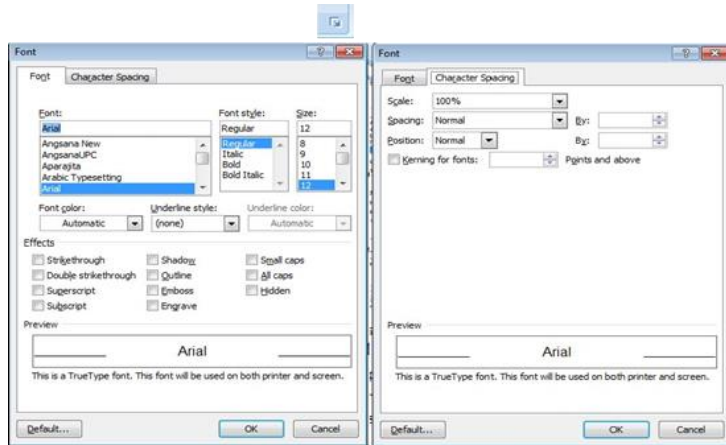 Font
Font Character Spacing
Font: Font style: Size:
Arial Regular 12
Angsana New Regular 8
AngsanaUPC Italic 9
Aparajita Bold 10
Arabic Typesetting Bold Italic 11
Arial 12
Font color: Underline style: Underline color:
Automatic (none) Automatic
Effects
Strikethrough Shadow Small caps
Double strikethrough Outline All caps
Superscript Emboss Hidden
Subscript Engrave
Preview
Arial
This is a TrueType font. This font will be used on both printer and screen.
Default... OK Cancel
Font
Font Character Spacing
Scale: 100%
Spacing: Normal By:
Position: Normal By:
Kerning for fonts: Points and above
Preview
Arial
This is a TrueType font. This font will be used on both printer and screen.
Default... OK Cancel